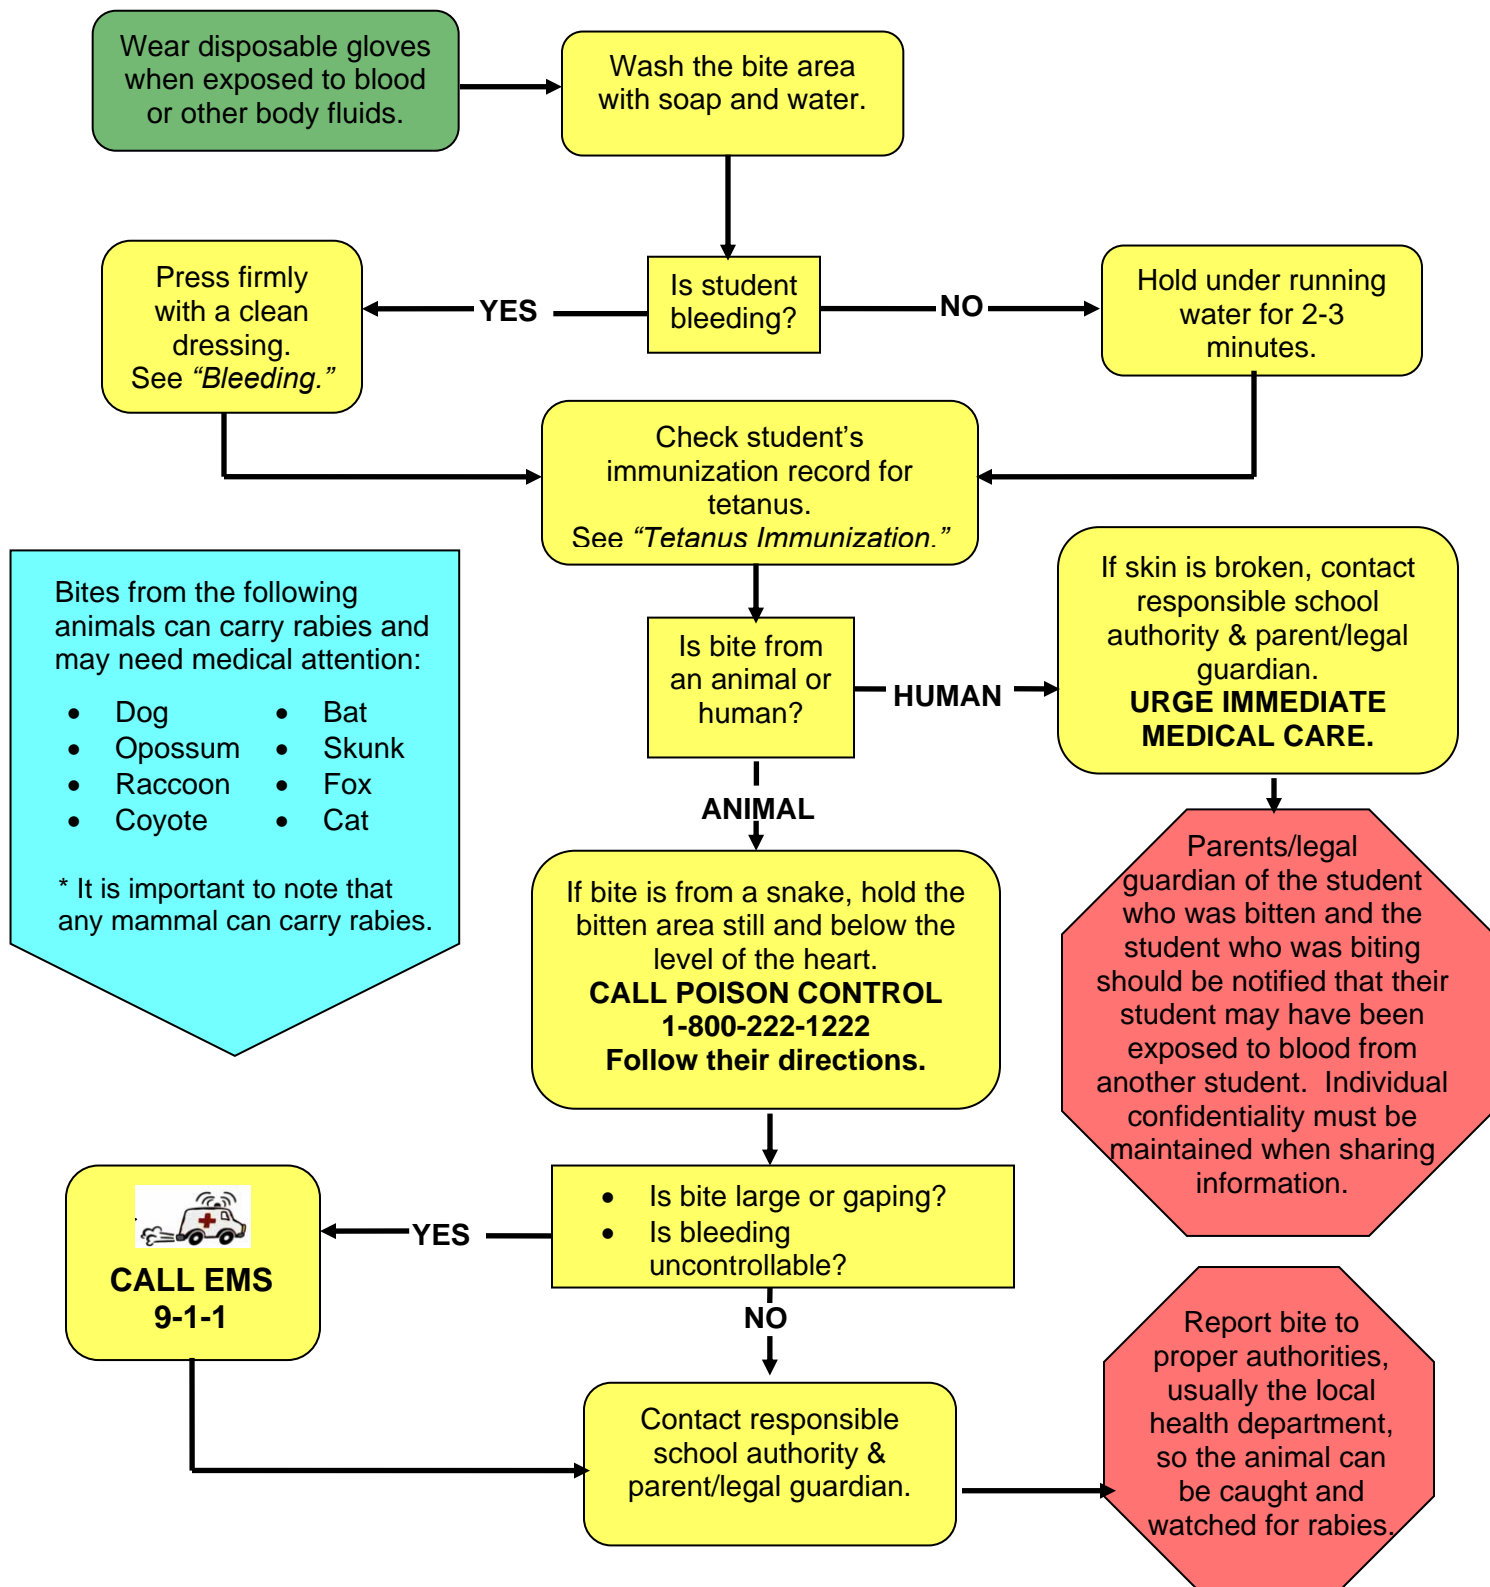 Wear disposable gloves
when exposed to blood
or other body fluids.
Wash the bite area
with soap and water.
Is student
bleeding?
YES
NO
Press firmly
with a clean
dressing.
See “Bleeding.”
Hold under running
water for 2-3
minutes.
Check student’s
immunization record for
tetanus.
See “Tetanus Immunization.”
Bites from the following
animals can carry rabies and
may need medical attention:
• Dog
• Opossum
• Raccoon
• Coyote
• Bat
• Skunk
• Fox
• Cat
* It is important to note that
any mammal can carry rabies.
Is bite from
an animal or
human?
HUMAN
If skin is broken, contact
responsible school
authority & parent/legal
guardian.
URGE IMMEDIATE
MEDICAL CARE.
Parents/legal
guardian of the student
who was bitten and the
student who was biting
should be notified that their
student may have been
exposed to blood from
another student. Individual
confidentiality must be
maintained when sharing
information.
ANIMAL
If bite is from a snake, hold the
bitten area still and below the
level of the heart.
CALL POISON CONTROL
1-800-222-1222
Follow their directions.
• Is bite large or gaping?
• Is bleeding
uncontrollable?
YES
CALL EMS
9-1-1
NO
Contact responsible
school authority &
parent/legal guardian.
Report bite to
proper authorities,
usually the local
health department,
so the animal can
be caught and
watched for rabies.